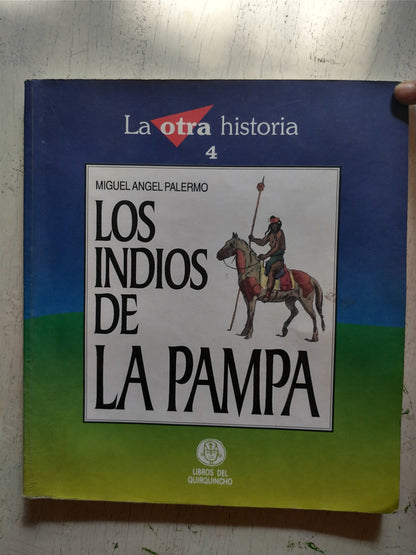 La otra historia
4
MIGUEL ANGEL PALERMO
LOS
INDIOS
DE
LA PAMPA
LIBROS DEL
QUIRQUINCHO